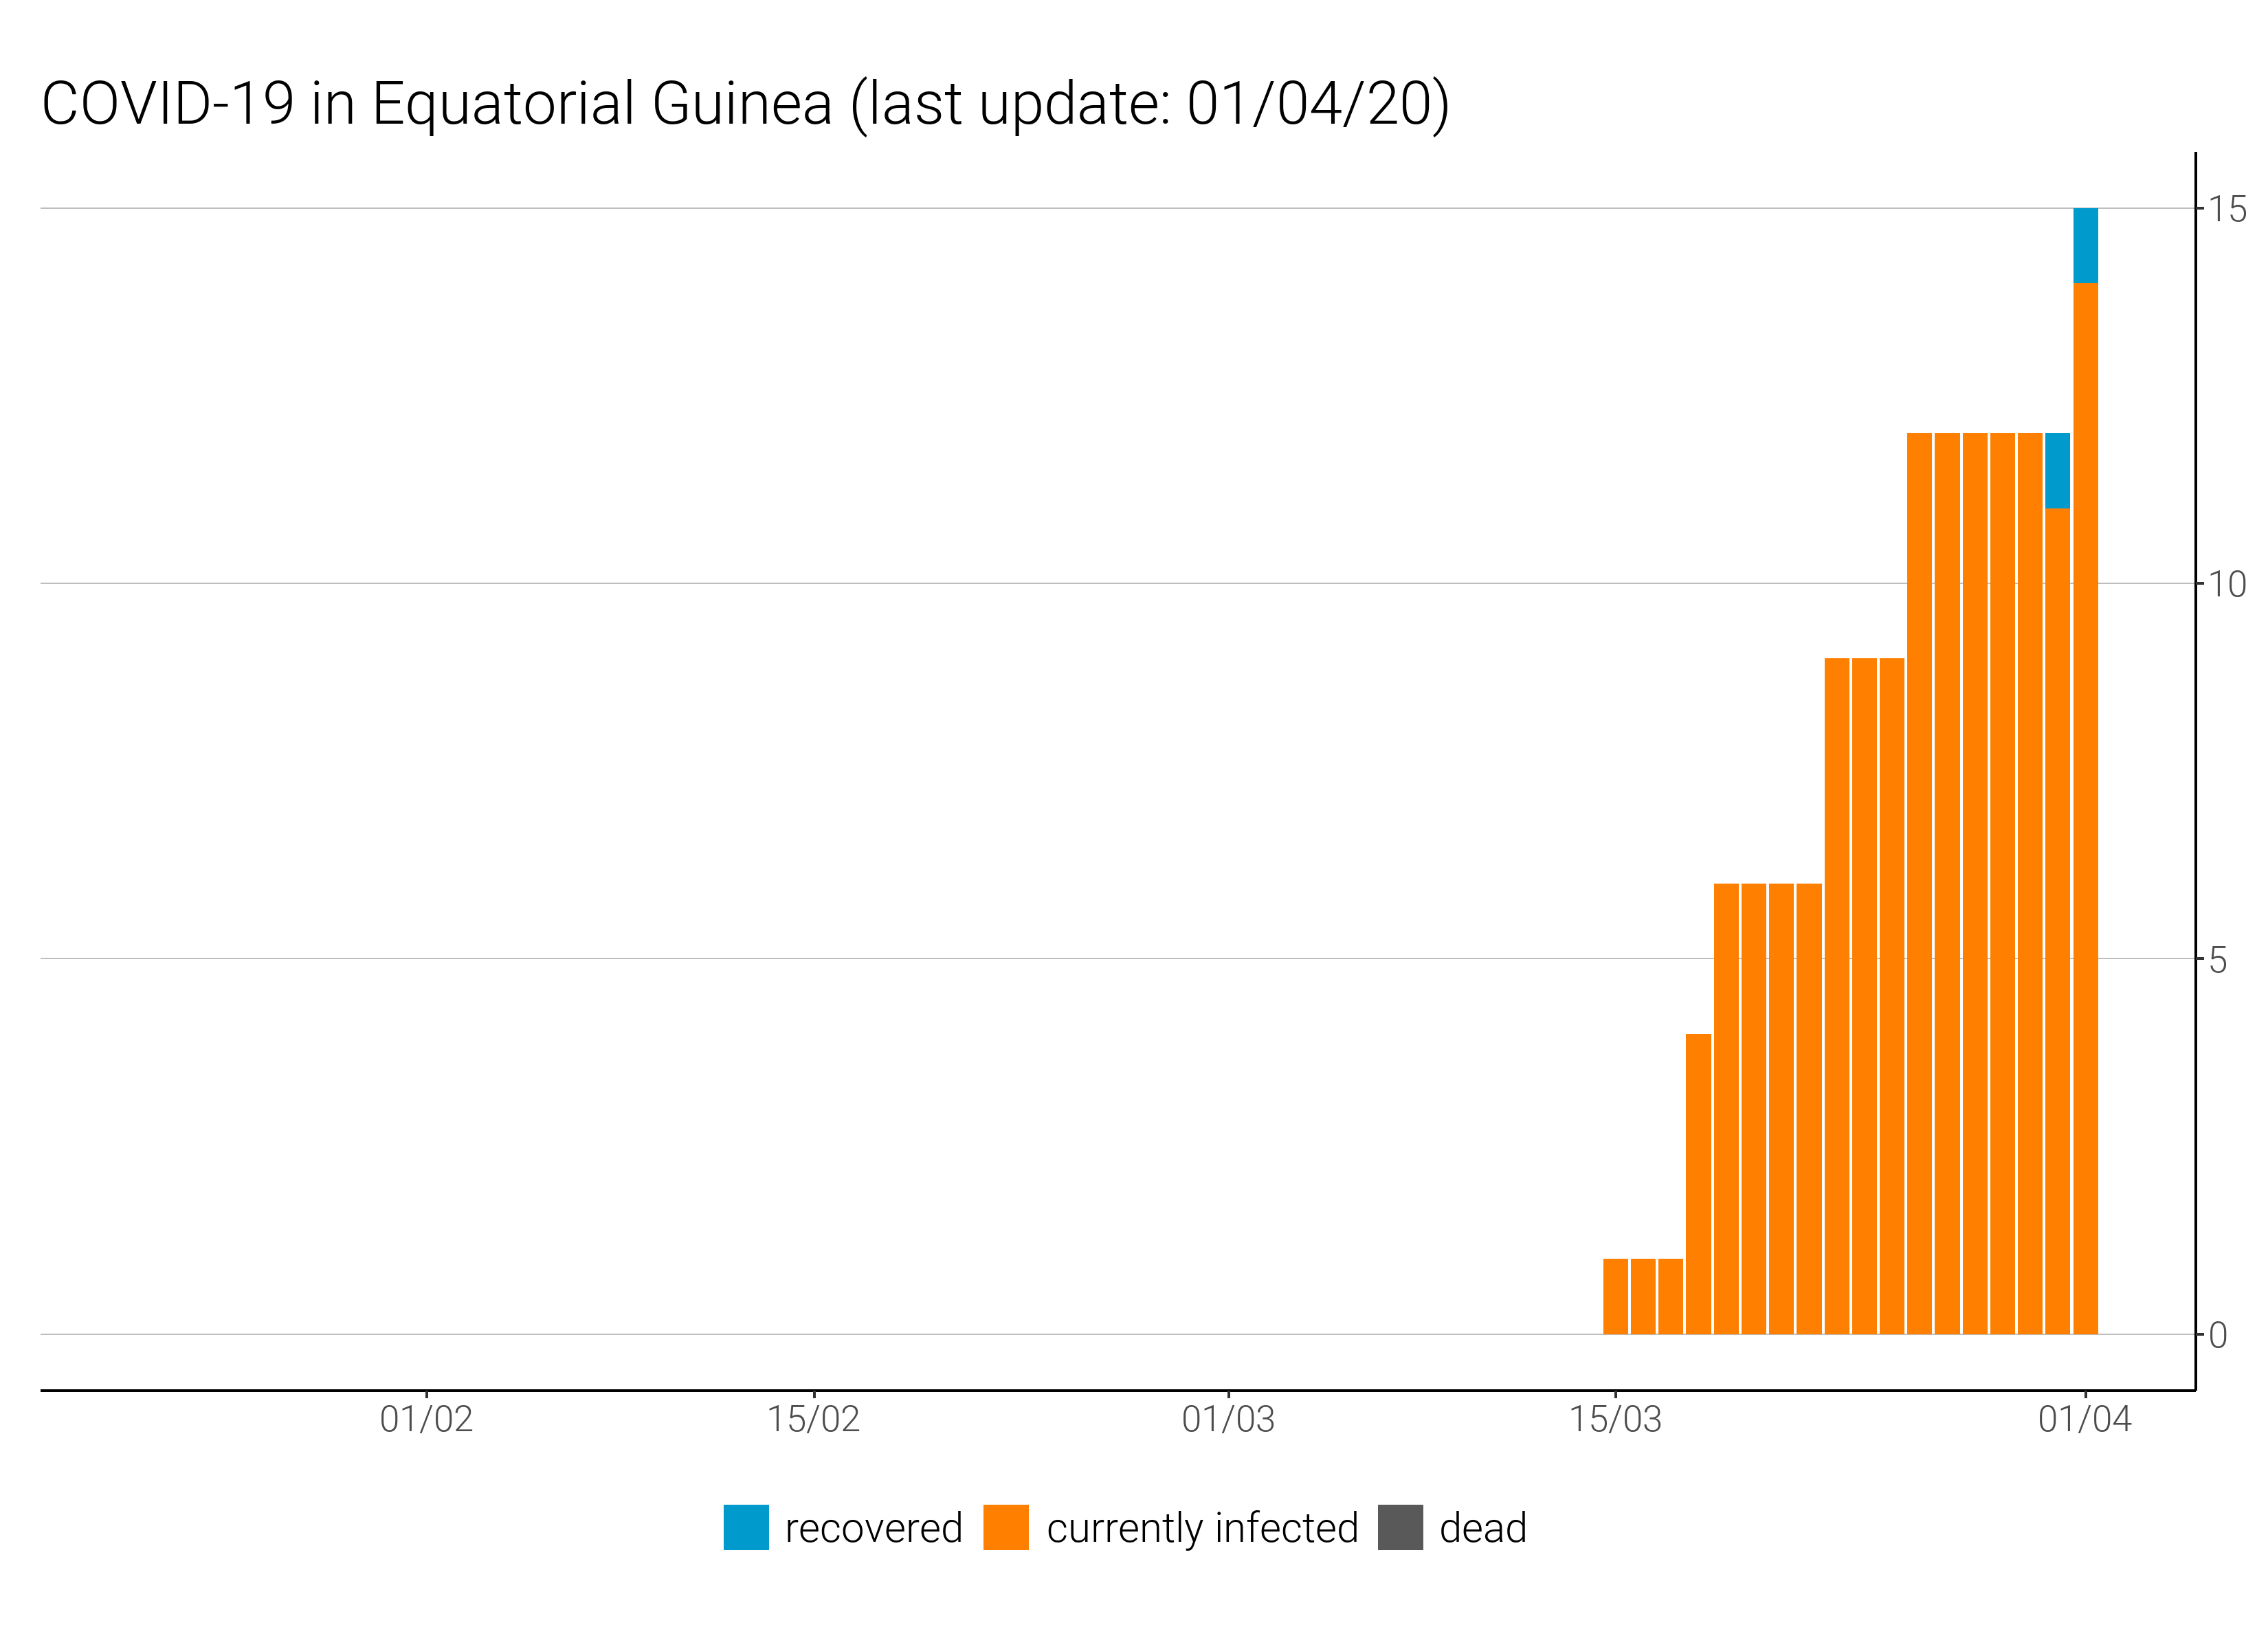 COVID-19 in Equatorial Guinea (last update: 01/04/20)
15
10
5
0
01/02 15/02 01/03 15/03 01/04
recovered currently infected dead